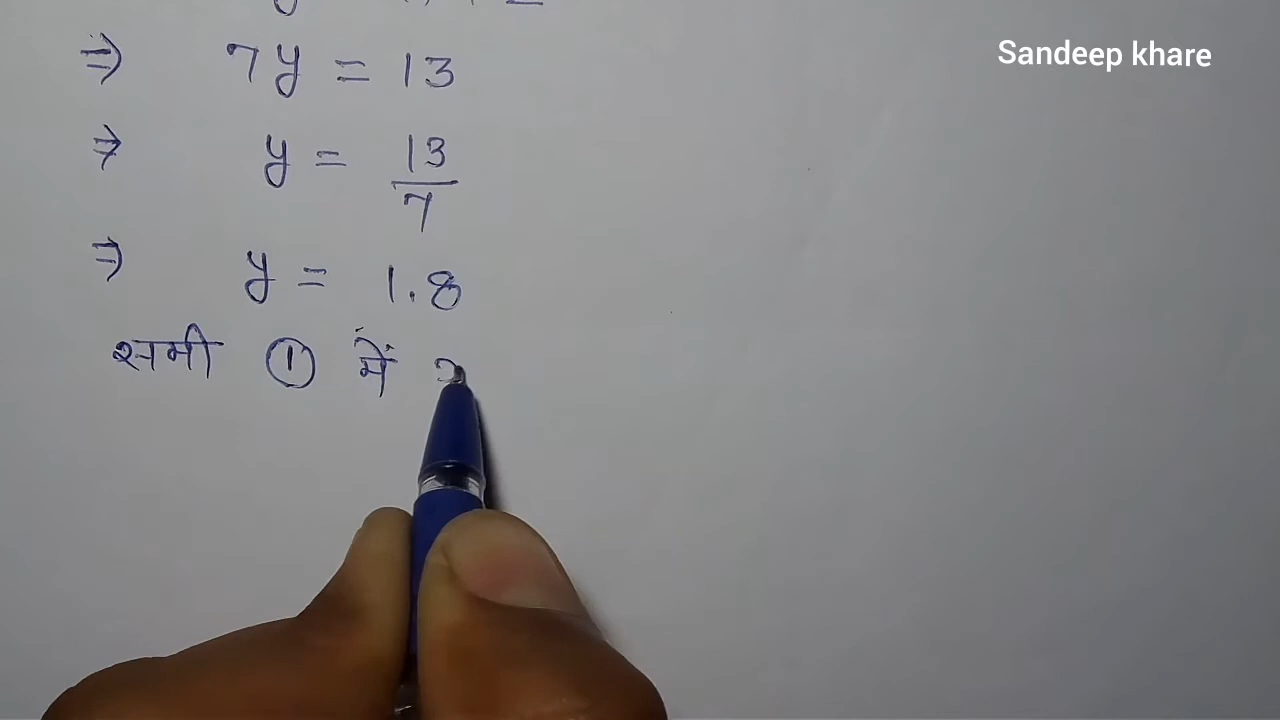 Sandeep khare
⇒ 7y = 13
⇒ y = 13/7
⇒ y = 1.8
समी ① में